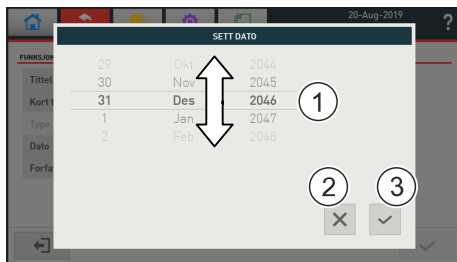 20-Aug-2019
?
SETT DATO
FUNKSJON
Tittel
Kort t
Type
Dato
Forfa
29 Okt 2044
30 Nov 2045
31 Des 2046
1 Jan 2047
2 Feb 2048
1
2
3